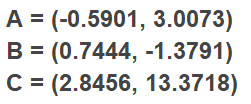 A = (-0.5901, 3.0073)
B = (0.7444, -1.3791)
C = (2.8456, 13.3718)